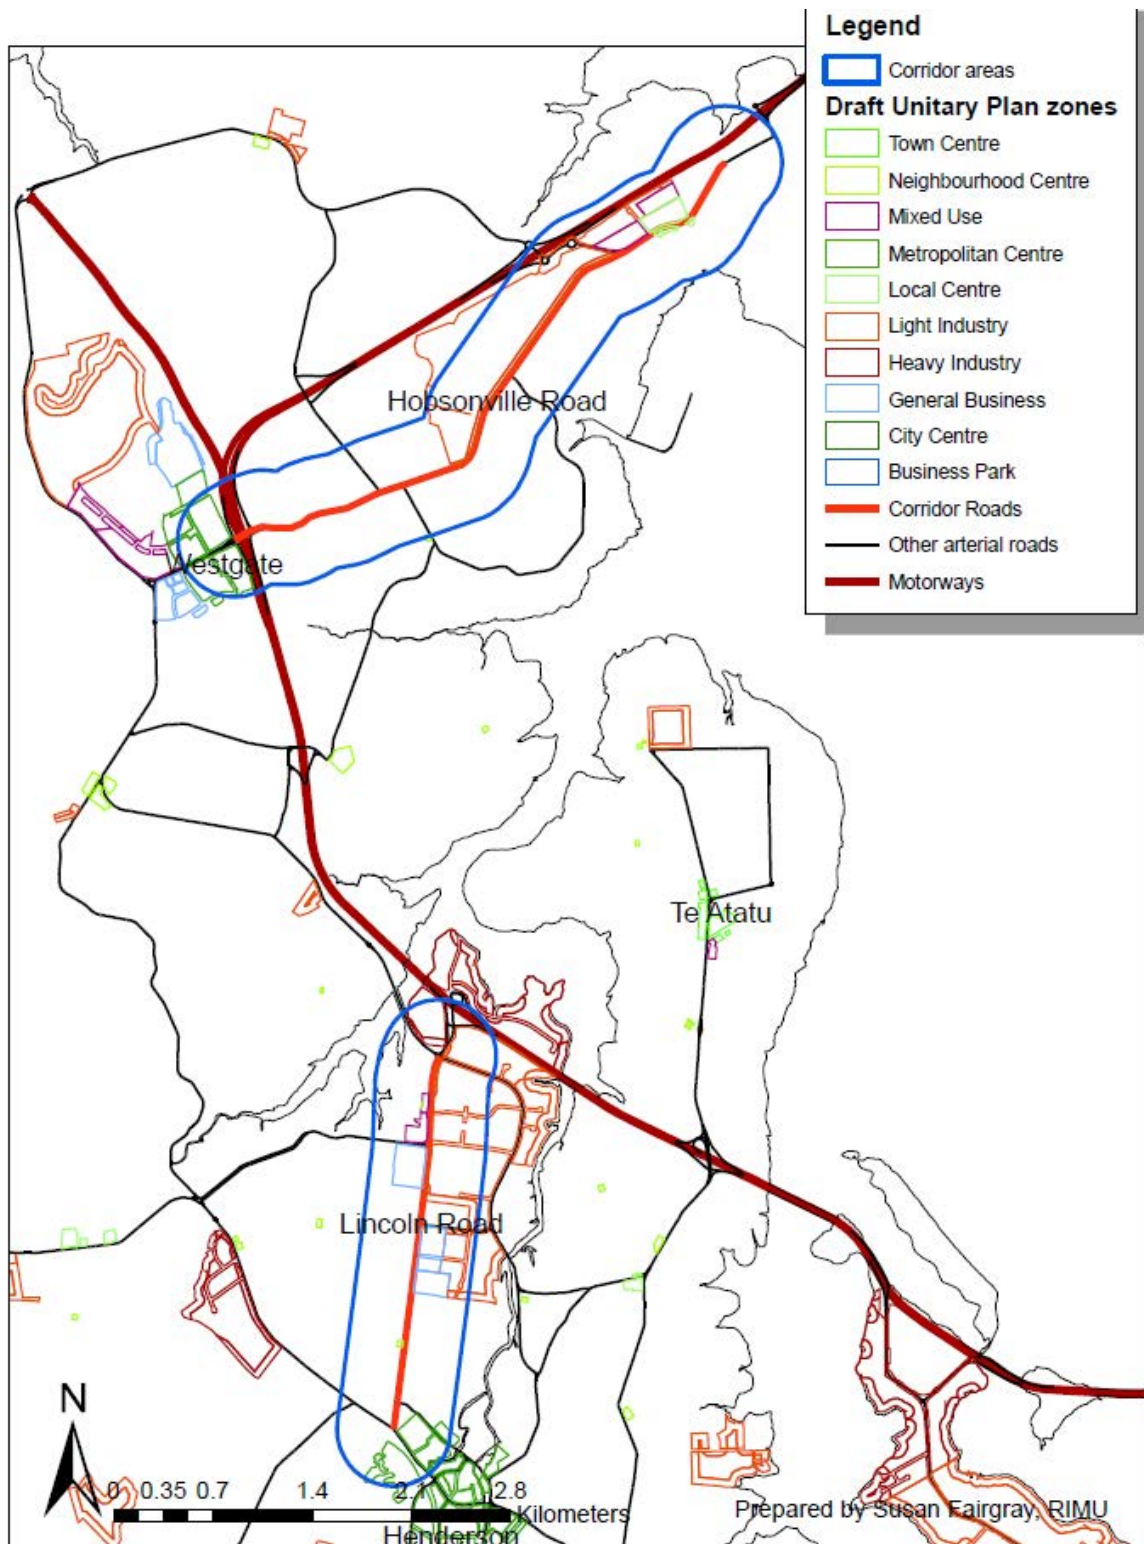 Legend
Corridor areas
Draft Unitary Plan zones
Town Centre
Neighbourhood Centre
Mixed Use
Metropolitan Centre
Local Centre
Light Industry
Heavy Industry
General Business
City Centre
Business Park
Corridor Roads
Other arterial roads
Motorways
Hobsonville Road
Westgate
Te Atatu
Lincoln Road
N
0 0.35 0.7 1.4 2.1 2.8
Kilometers
Prepared by Susan Fairgray, RIMU
Henderson